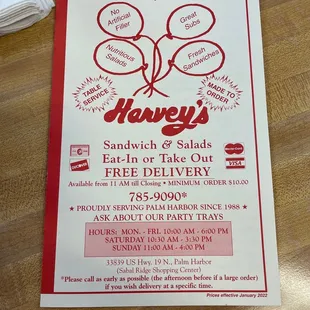 No
Artificial
Filler
Great
Subs
Nutritious
Salads
Fresh
Sandwiches
TABLE
SERVICE
MADE TO
ORDER
Harvey's
Sandwich & Salads
Eat-In or Take Out
FREE DELIVERY
DISCOVER
MasterCard
VISA
Available from 11 AM till Closing • MINIMUM ORDER $10.00
785-9090*
★ PROUDLY SERVING PALM HARBOR SINCE 1988 ★
ASK ABOUT OUR PARTY TRAYS
HOURS: MON. - FRI. 10:00 AM - 6:00 PM
SATURDAY 10:30 AM - 3:30 PM
SUNDAY 11:00 AM - 4:00 PM
33839 US Hwy. 19 N., Palm Harbor
(Sabal Ridge Shopping Center)
*Please call as early as possible (the afternoon before if a large order)
if you wish delivery at a specific time.
Prices effective January 2022